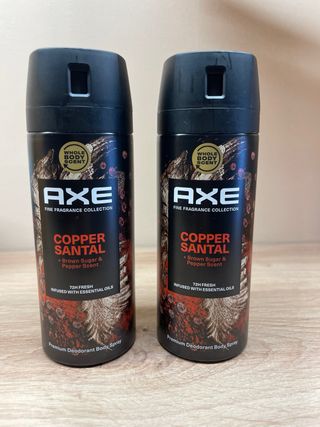 WHOLE
BODY
SCENT
AXE
FINE FRAGRANCE COLLECTION
COPPER
SANTAL
+ Brown Sugar &
Pepper Scent
72H FRESH
INFUSED WITH ESSENTIAL OILS
Premium Deodorant Body Spray
WHOLE
BODY
SCENT
AXE
FINE FRAGRANCE COLLECTION
COPPER
SANTAL
+ Brown Sugar &
Pepper Scent
72H FRESH
INFUSED WITH ESSENTIAL OILS
Premium Deodorant Body Spray